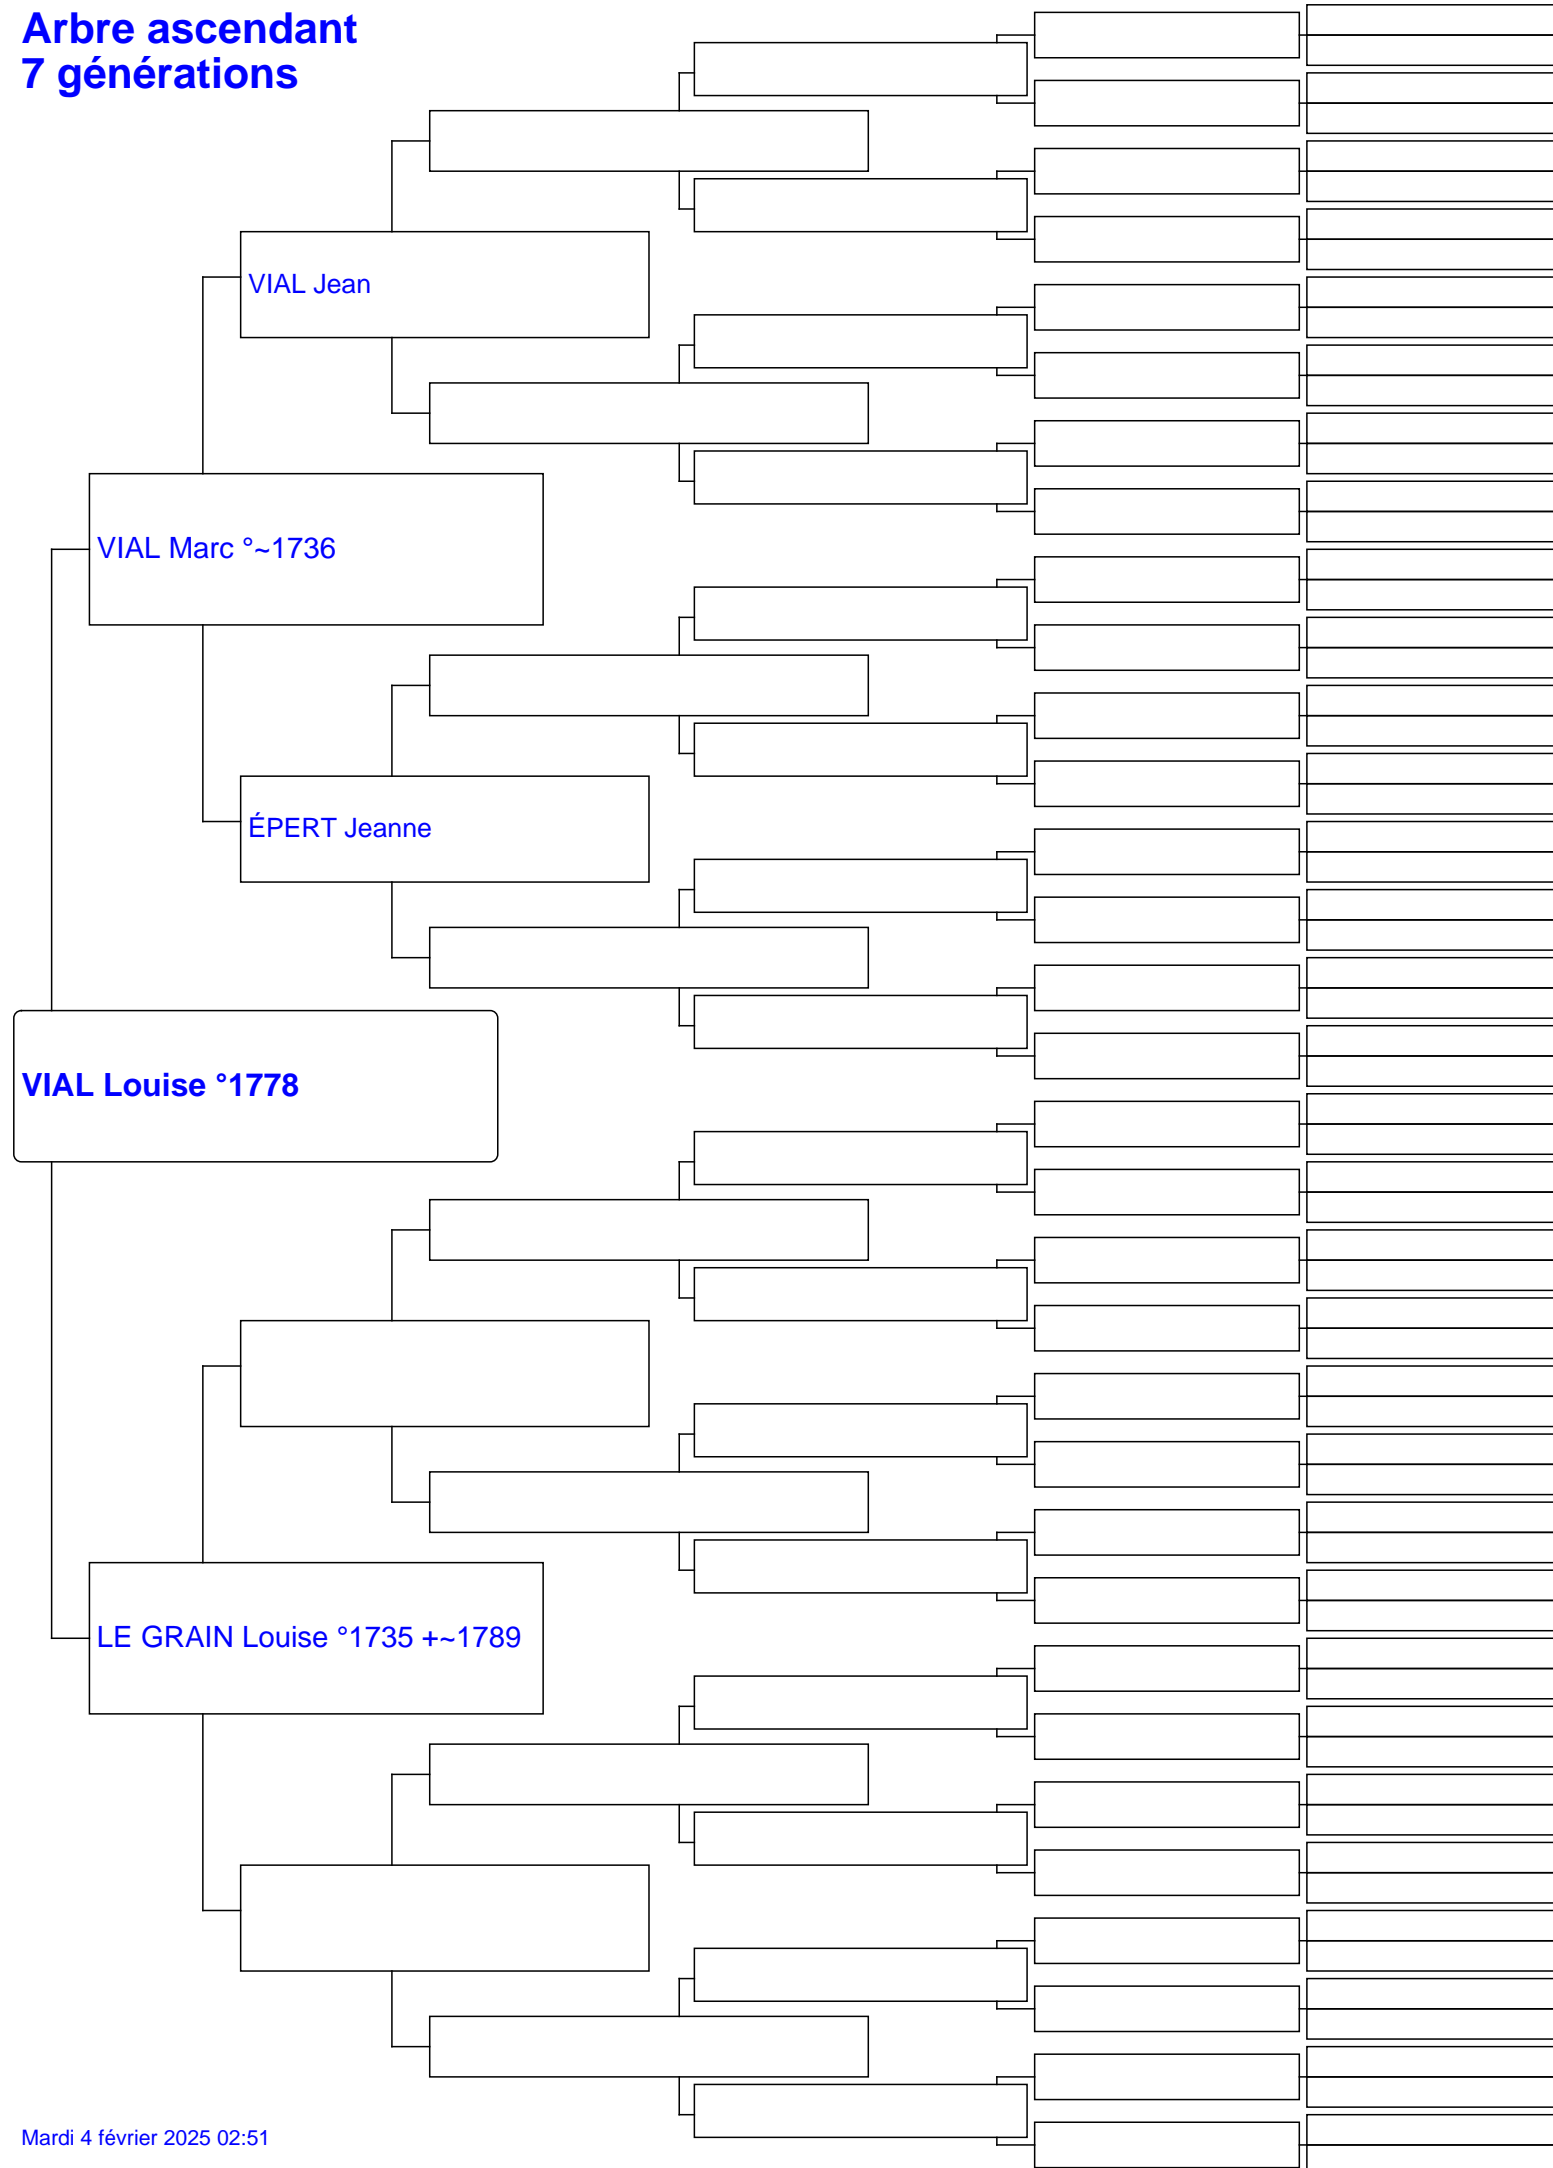 Arbre ascendant
7 générations
VIAL Jean
VIAL Marc °~1736
ÉPERT Jeanne
VIAL Louise °1778
LE GRAIN Louise °1735 +~1789
Mardi 4 février 2025 02:51